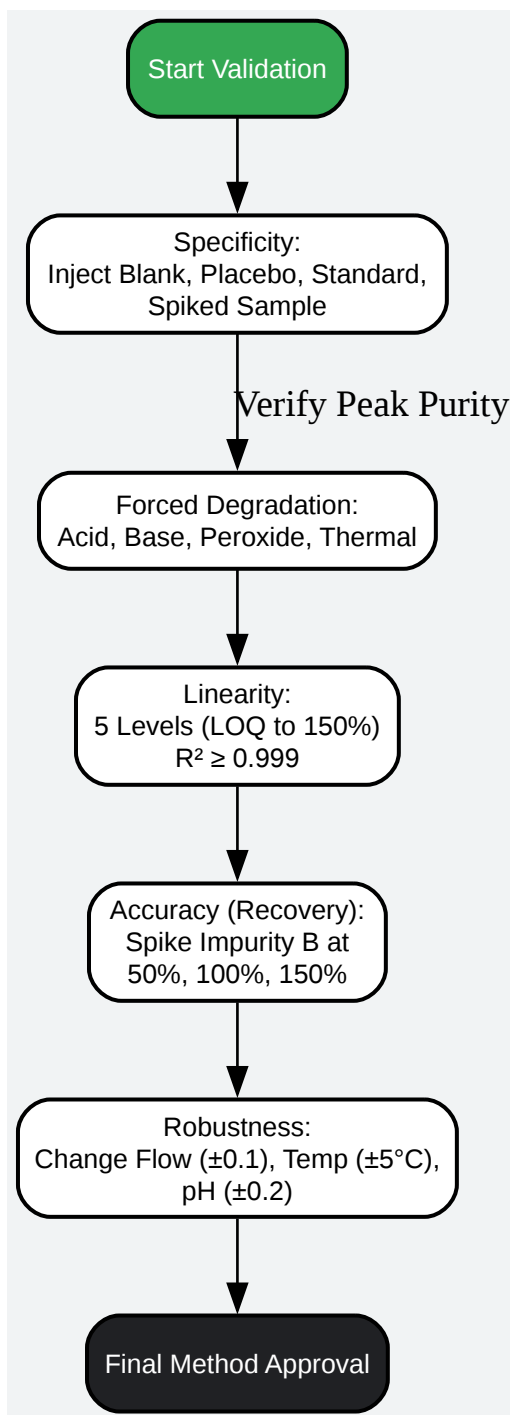 Start Validation
Specificity:
Inject Blank, Placebo, Standard,
Spiked Sample
Verify Peak Purity
Forced Degradation:
Acid, Base, Peroxide, Thermal
Linearity:
5 Levels (LOQ to 150%)
R² ≥ 0.999
Accuracy (Recovery):
Spike Impurity B at
50%, 100%, 150%
Robustness:
Change Flow (±0.1), Temp (±5°C),
pH (±0.2)
Final Method Approval